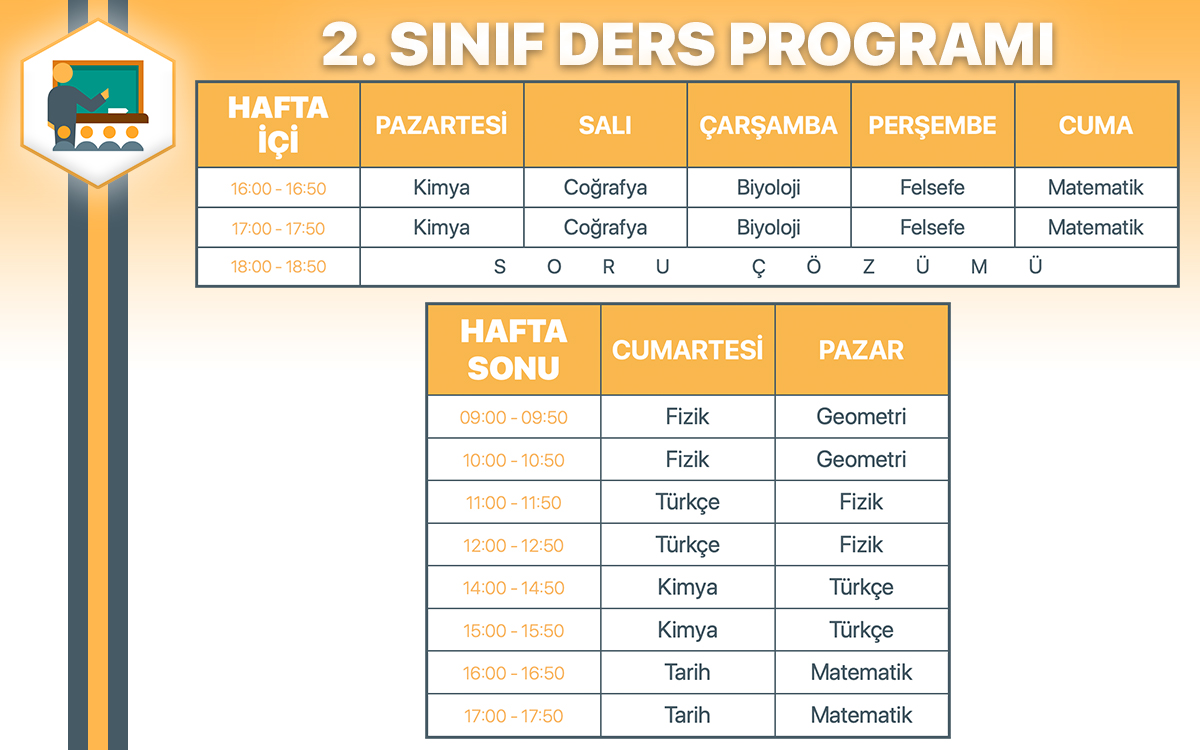 2. SINIF DERS PROGRAMI
HAFTA İÇİ PAZARTESİ SALI ÇARŞAMBA PERŞEMBE CUMA
16:00 - 16:50 Kimya Coğrafya Biyoloji Felsefe Matematik
17:00 - 17:50 Kimya Coğrafya Biyoloji Felsefe Matematik
18:00 - 18:50 S O R U Ç Ö Z Ü M Ü
HAFTA SONU CUMARTESİ PAZAR
09:00 - 09:50 Fizik Geometri
10:00 - 10:50 Fizik Geometri
11:00 - 11:50 Türkçe Fizik
12:00 - 12:50 Türkçe Fizik
14:00 - 14:50 Kimya Türkçe
15:00 - 15:50 Kimya Türkçe
16:00 - 16:50 Tarih Matematik
17:00 - 17:50 Tarih Matematik